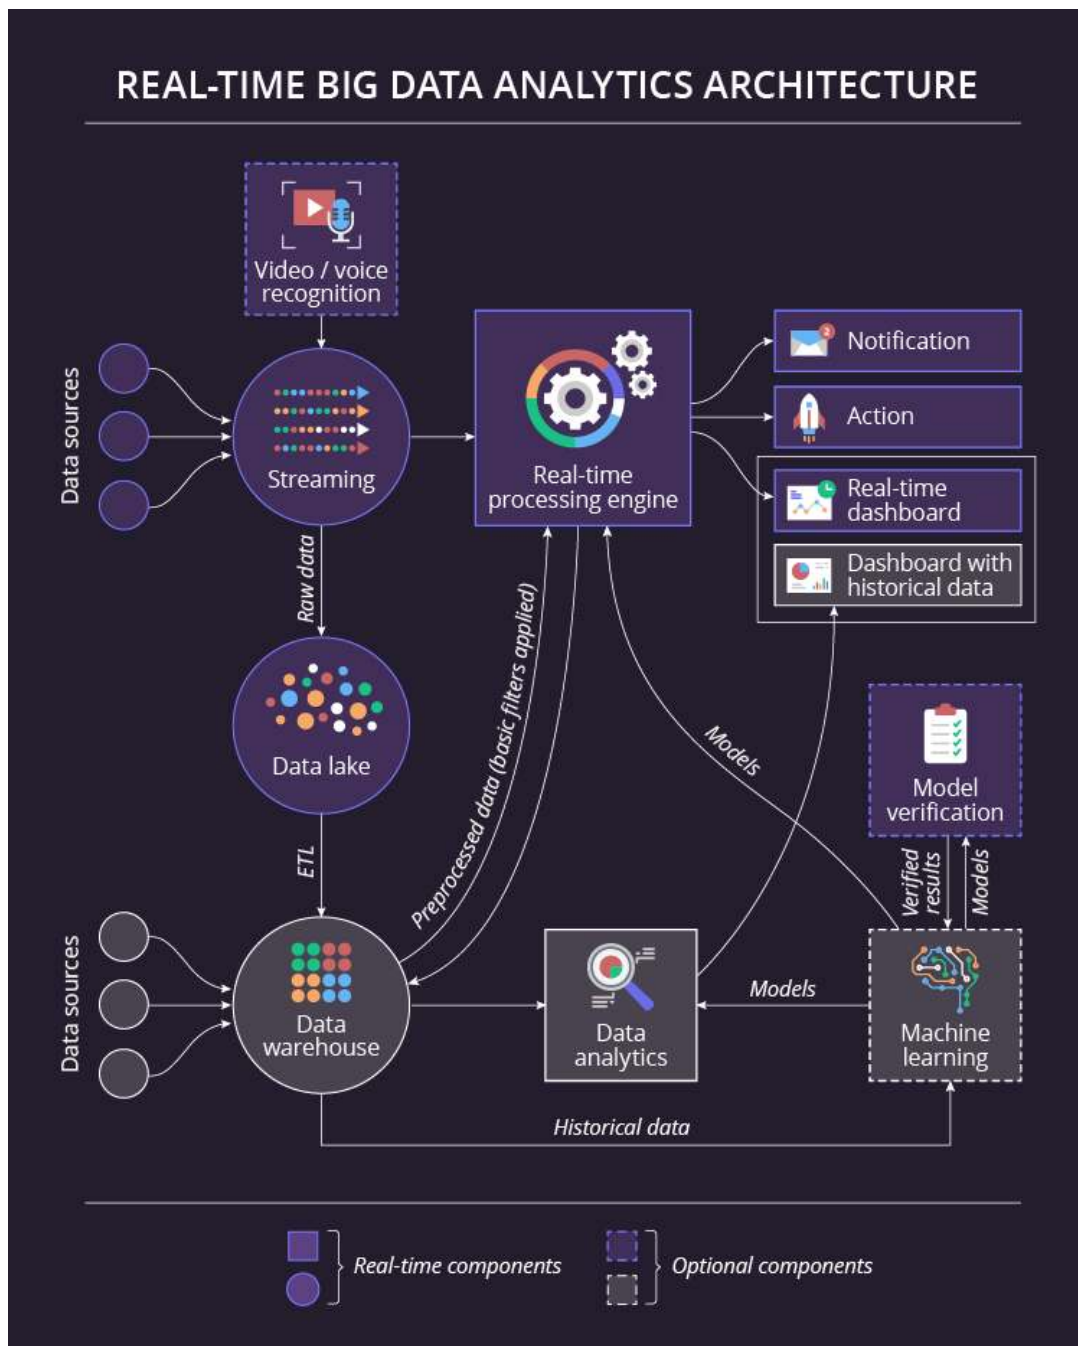 REAL-TIME BIG DATA ANALYTICS ARCHITECTURE
Video / voice
recognition
Data sources
Streaming
Real-time
processing engine
2
Notification
Action
Real-time
dashboard
Dashboard with
historical data
Raw data
Data lake
Preprocessed data (basic filters applied)
Models
Model
verification
ETL
Verified
results
Models
Data sources
Data
warehouse
Data
analytics
Models
Machine
learning
Historical data
Real-time components
Optional components